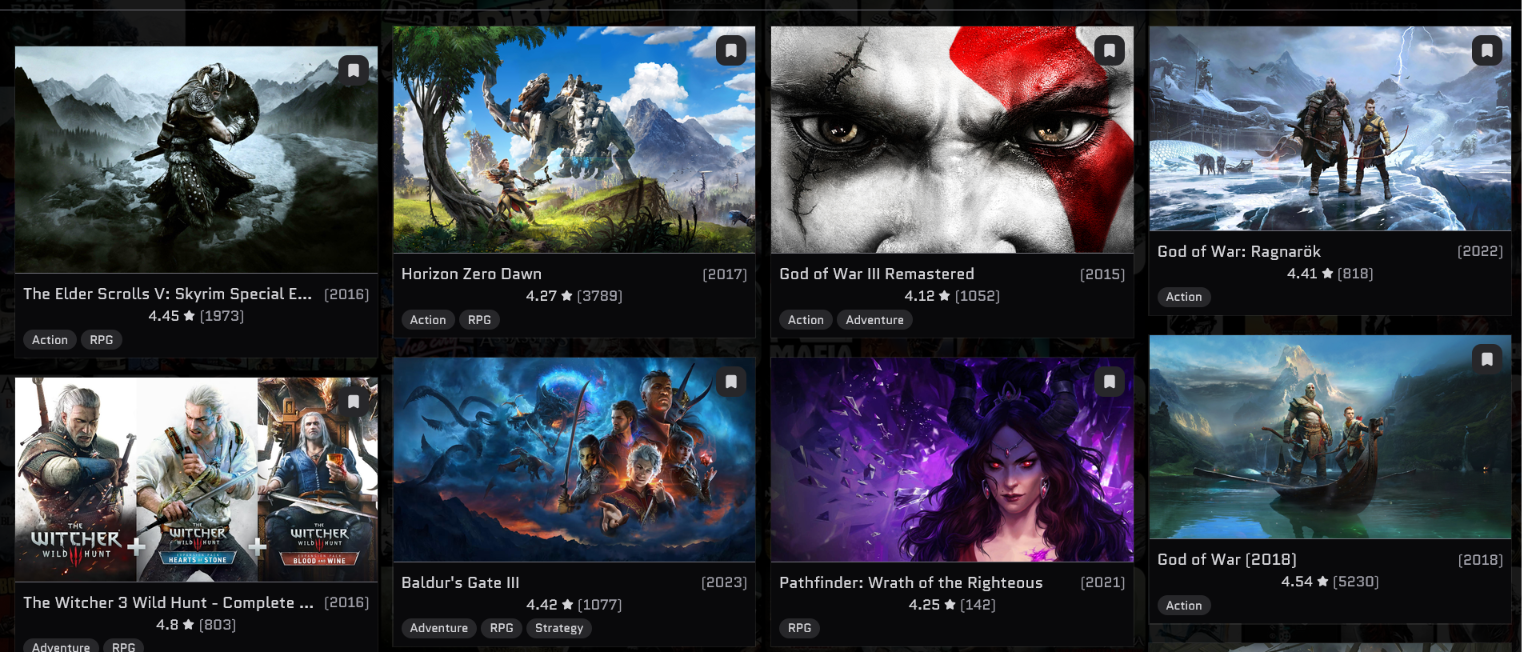 The Elder Scrolls V: Skyrim Special E... (2016)
4.45 ★ (1973)
Action RPG
THE
WITCHER
WILD HUNT
THE
WITCHER
WILD HUNT
HEARTS OF STONE
THE
WITCHER
WILD HUNT
BLOOD AND WINE
The Witcher 3 Wild Hunt - Complete ... (2016)
4.8 ★ (803)
Adventure RPG
Horizon Zero Dawn (2017)
4.27 ★ (3789)
Action RPG
Baldur's Gate III (2023)
4.42 ★ (1077)
Adventure RPG Strategy
God of War III Remastered (2015)
4.12 ★ (1052)
Action Adventure
Pathfinder: Wrath of the Righteous (2021)
4.25 ★ (142)
RPG
God of War: Ragnarök (2022)
4.41 ★ (818)
Action
God of War (2018) (2018)
4.54 ★ (5230)
Action